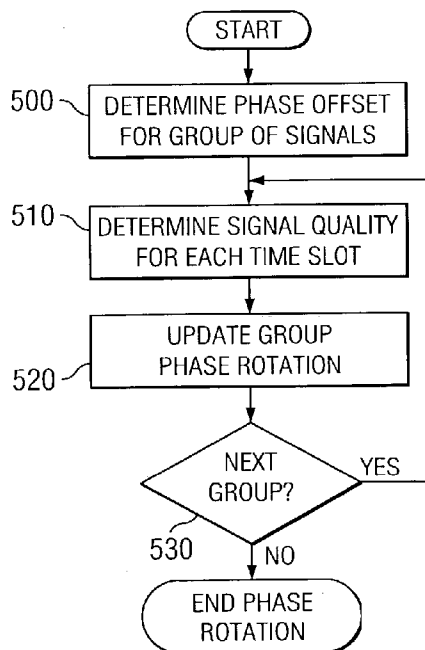 START
500
DETERMINE PHASE OFFSET
FOR GROUP OF SIGNALS
510
DETERMINE SIGNAL QUALITY
FOR EACH TIME SLOT
UPDATE GROUP
PHASE ROTATION
520
NEXT
GROUP?
YES
530
NO
END PHASE
ROTATION